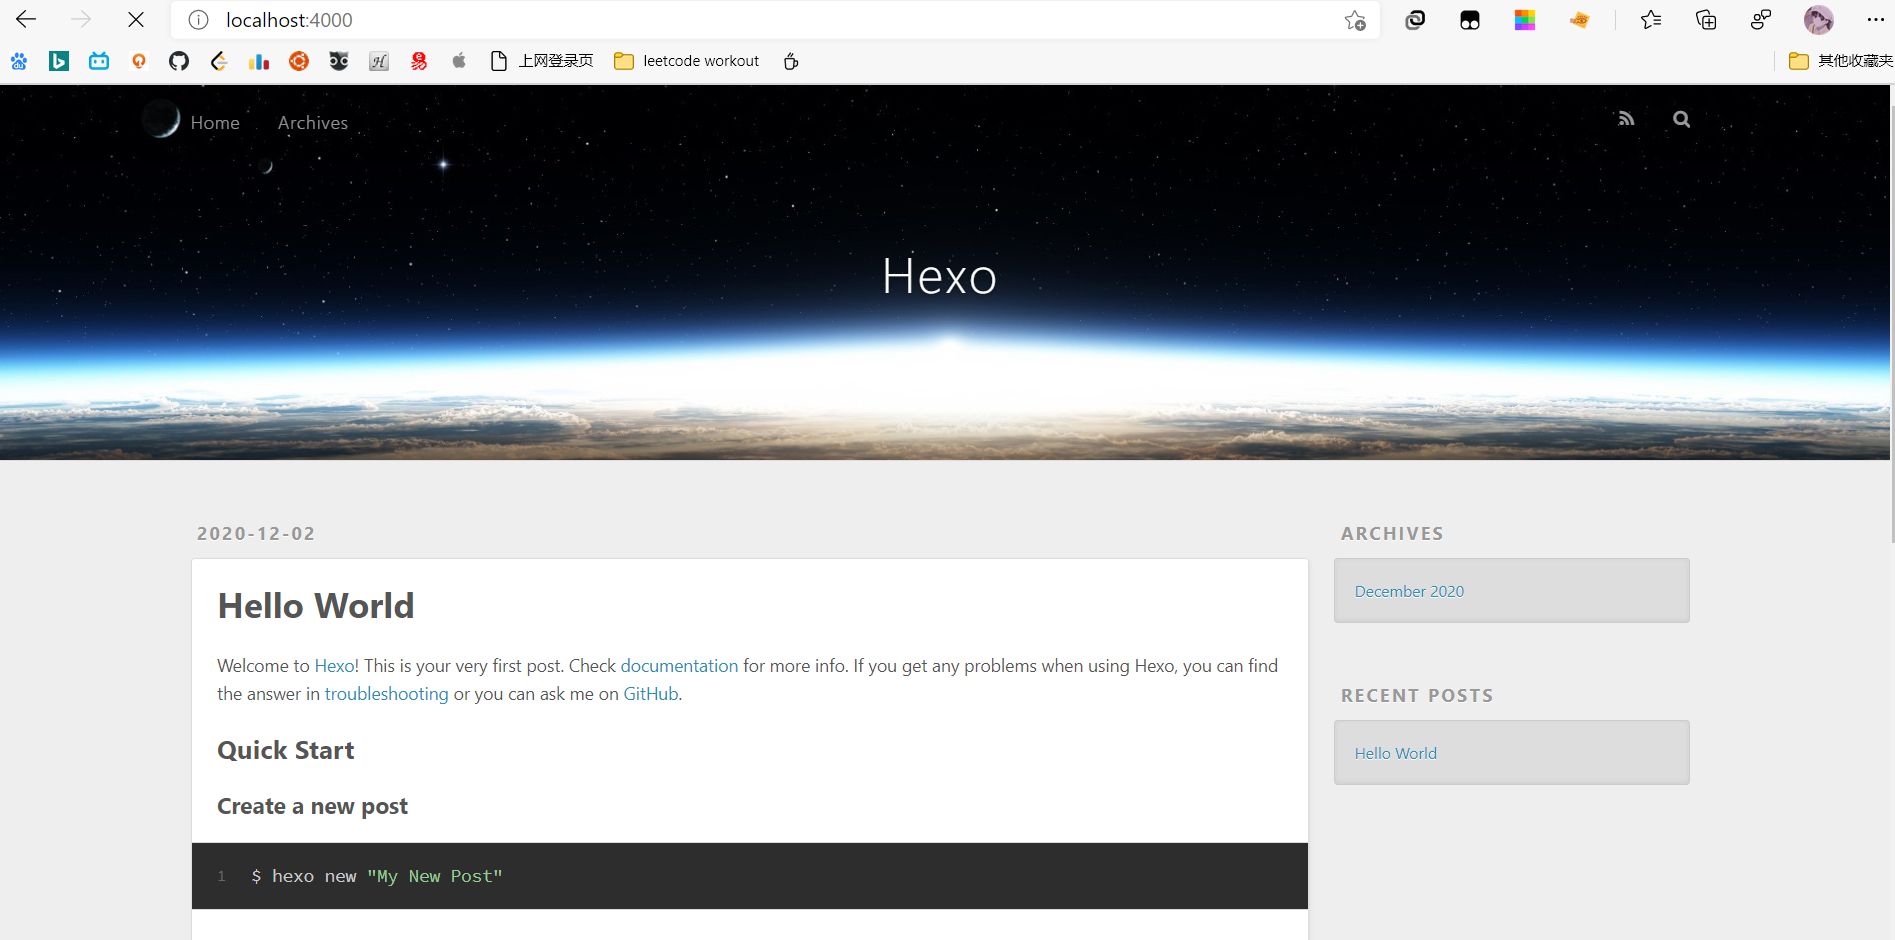 localhost:4000
上网登录页 leetcode workout 其他收藏夹
Home Archives
Hexo
2020-12-02
Hello World
Welcome to Hexo! This is your very first post. Check documentation for more info. If you get any problems when using Hexo, you can find
the answer in troubleshooting or you can ask me on GitHub.
Quick Start
Create a new post
1 $ hexo new "My New Post"
ARCHIVES
December 2020
RECENT POSTS
Hello World